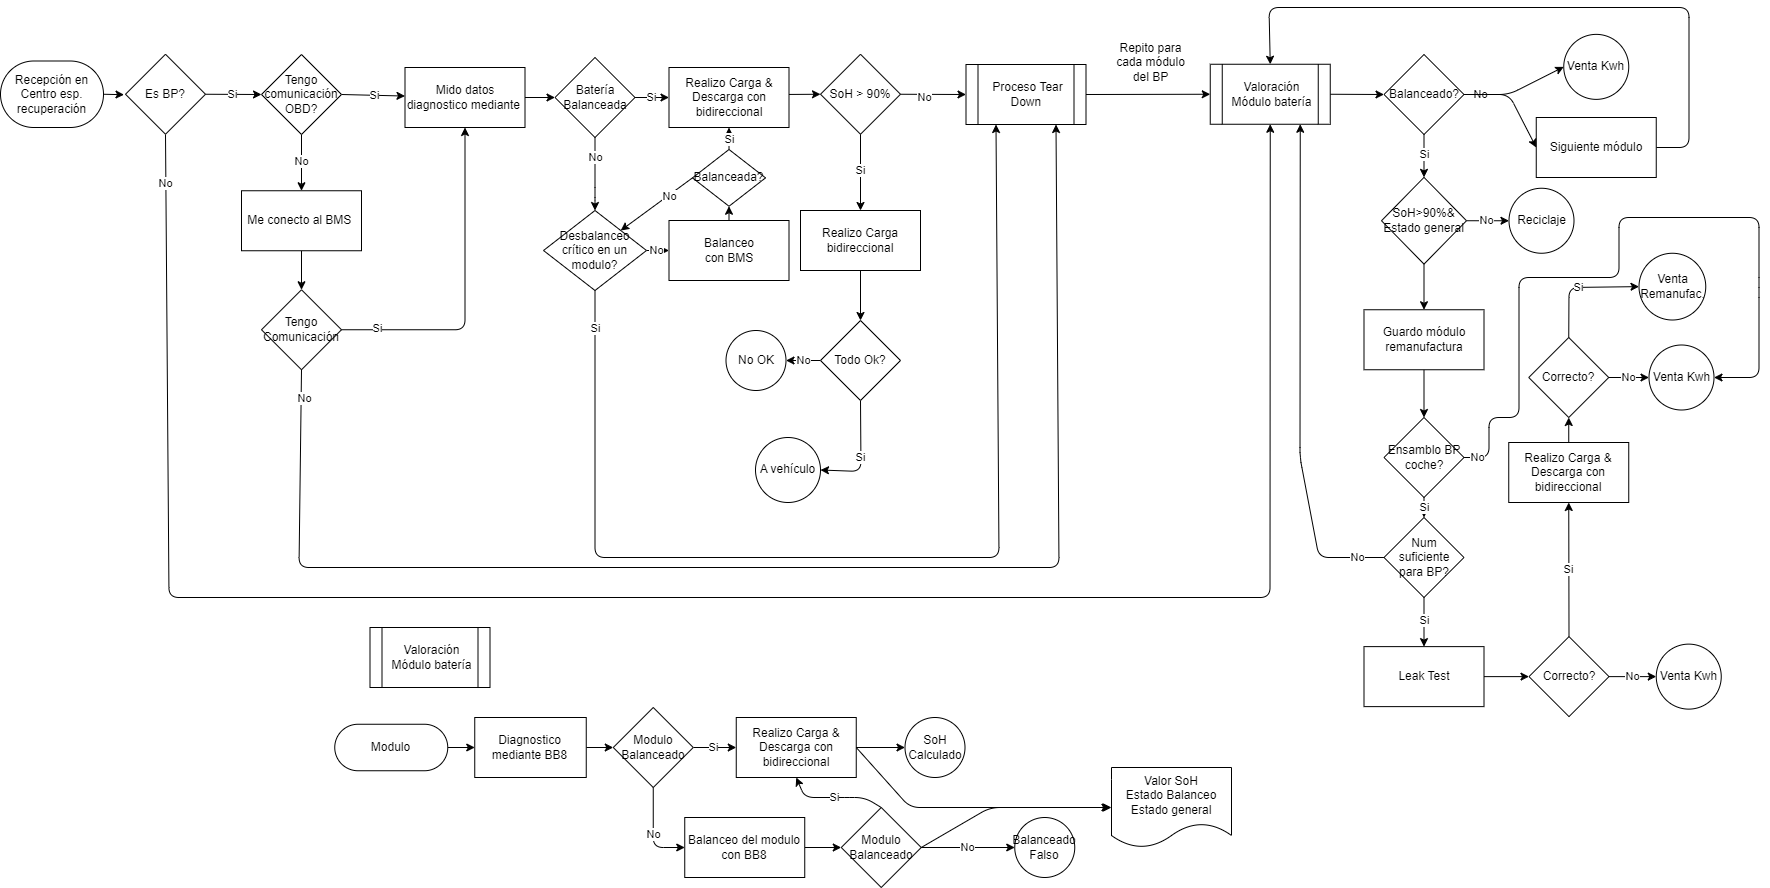 Recepción en
Centro esp.
recuperación
Es BP?
Si
No
Tengo
comunicación
OBD?
Si
No
Me conecto al BMS
Tengo
Comunicación
Si
No
Mido datos
diagnostico mediante
Batería
Balanceada
Si
No
Desbalanceo
crítico en un
modulo?
No
Si
Balanceo
con BMS
Balanceada?
No
Si
Realizo Carga &
Descarga con
bidireccional
SoH > 90%
No
Si
Realizo Carga
bidireccional
Todo Ok?
No
No OK
Si
A vehículo
Proceso Tear
Down
Repito para
cada módulo
del BP
Valoración
Módulo batería
Balanceado?
No
Venta Kwh
Siguiente módulo
Si
SoH>90%&
Estado general
No
Reciclaje
Guardo módulo
remanufactura
Ensamblo BP
coche?
No
Si
Num
suficiente
para BP?
No
Si
Leak Test
Correcto?
No
Venta Kwh
Si
Realizo Carga &
Descarga con
bidireccional
Correcto?
No
Venta Kwh
Si
Venta
Remanufac.
Valoración
Módulo batería
Modulo
Diagnostico
mediante BB8
Modulo
Balanceado
Si
No
Realizo Carga &
Descarga con
bidireccional
SoH
Calculado
Balanceo del modulo
con BB8
Modulo
Balanceado
Si
No
Balanceado
Falso
Valor SoH
Estado Balanceo
Estado general